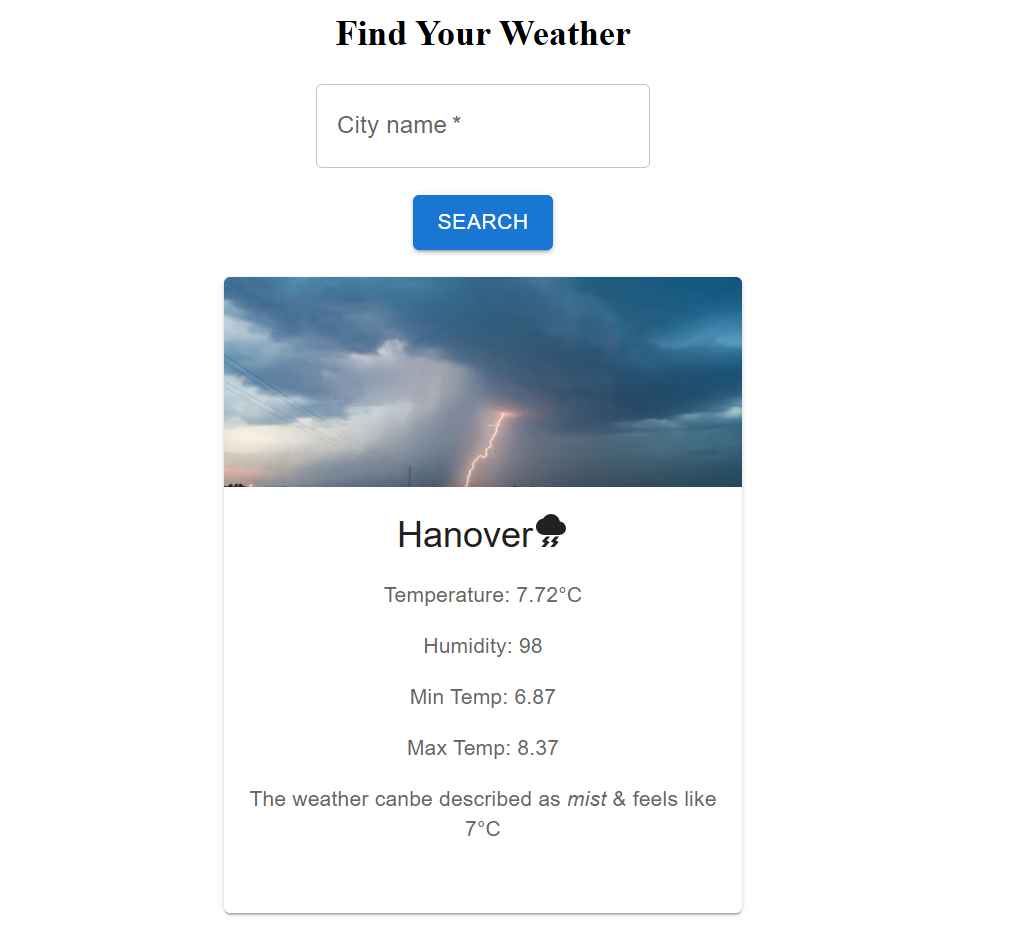 Find Your Weather
City name *
SEARCH
Hanover
Temperature: 7.72°C
Humidity: 98
Min Temp: 6.87
Max Temp: 8.37
The weather canbe described as mist & feels like
7°C